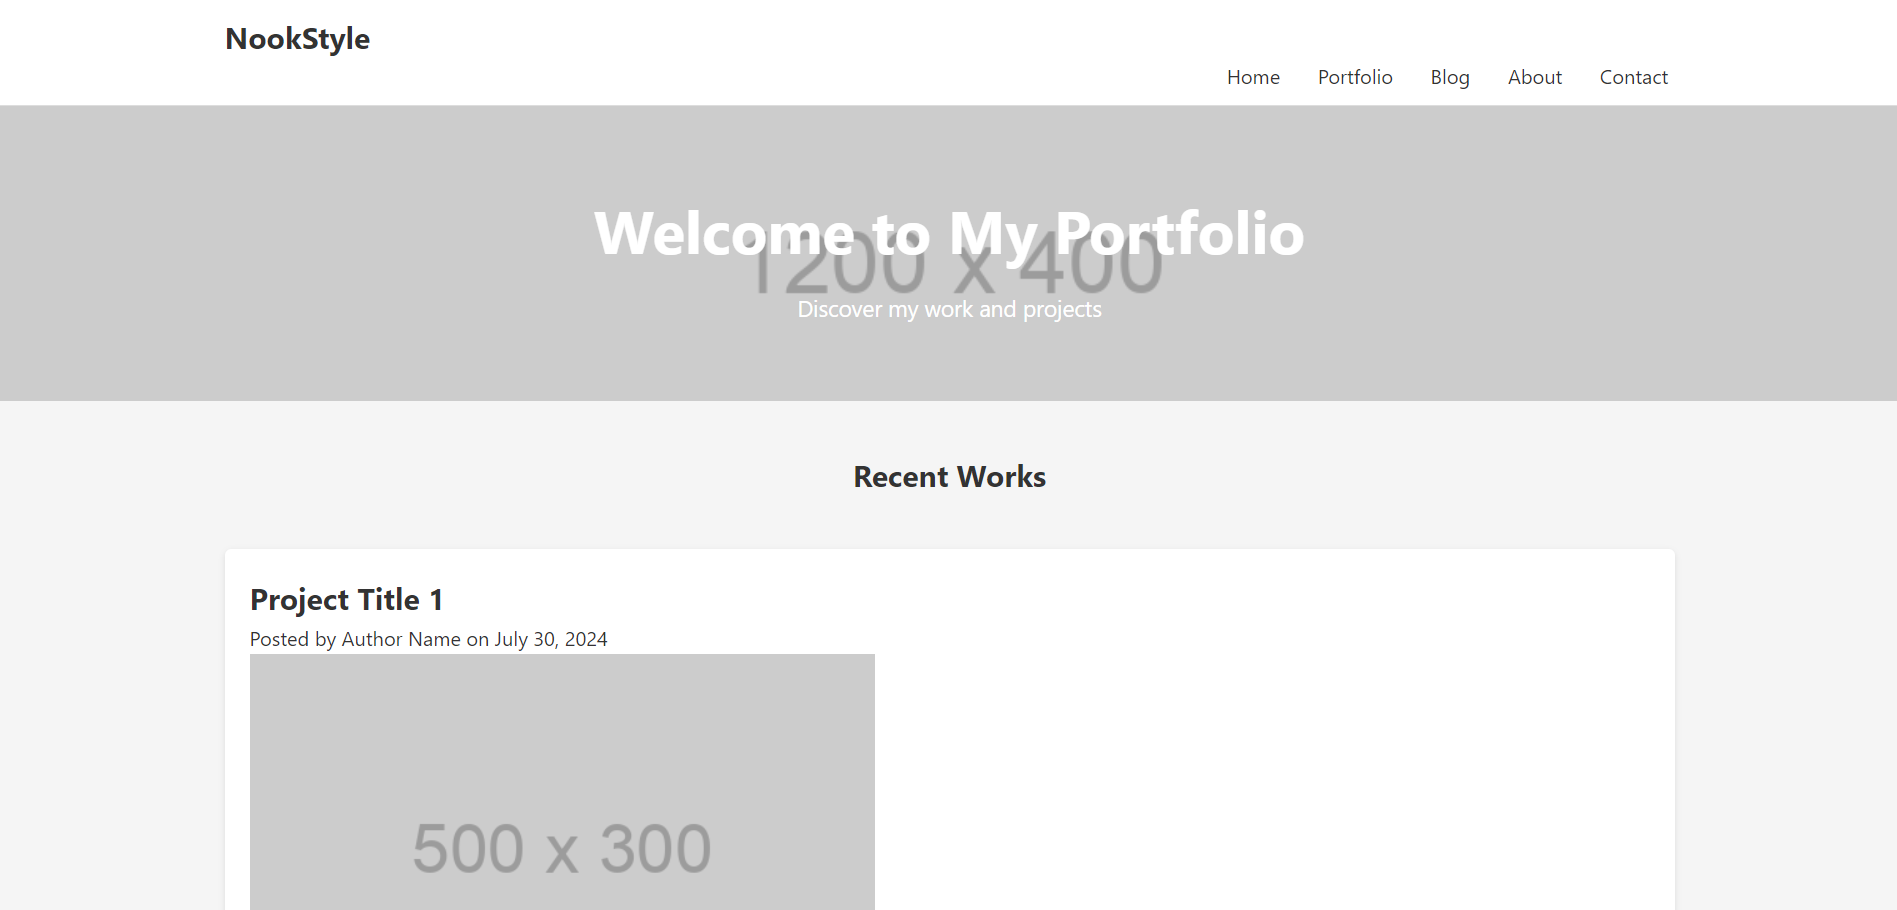 NookStyle
Home Portfolio Blog About Contact
Welcome to My Portfolio
1200 x 400
Discover my work and projects
Recent Works
Project Title 1
Posted by Author Name on July 30, 2024
500 x 300